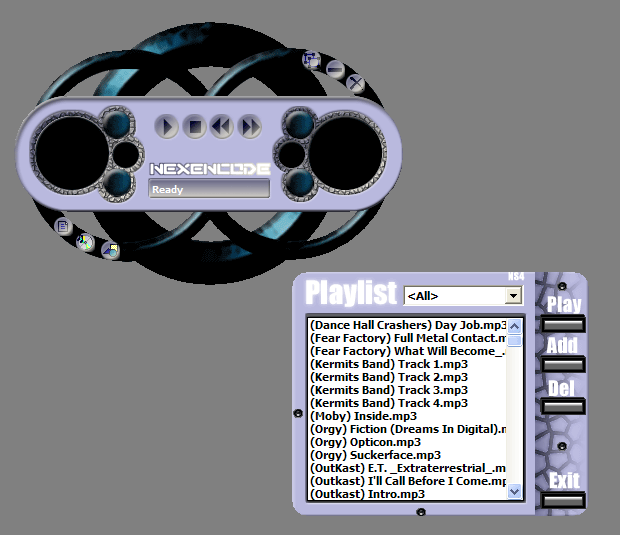 NEXENCODE
Ready
NS4
Playlist
<All>
Play
Add
Del
Exit
(Dance Hall Crashers) Day Job.mp3
(Fear Factory) Full Metal Contact.m
(Fear Factory) What Will Become_.
(Kermits Band) Track 1.mp3
(Kermits Band) Track 2.mp3
(Kermits Band) Track 3.mp3
(Kermits Band) Track 4.mp3
(Moby) Inside.mp3
(Orgy) Fiction (Dreams In Digital).m
(Orgy) Opticon.mp3
(Orgy) Suckerface.mp3
(OutKast) E.T. _Extraterrestrial_.m
(Outkast) I'll Call Before I Come.mp
(Outkast) Intro.mp3